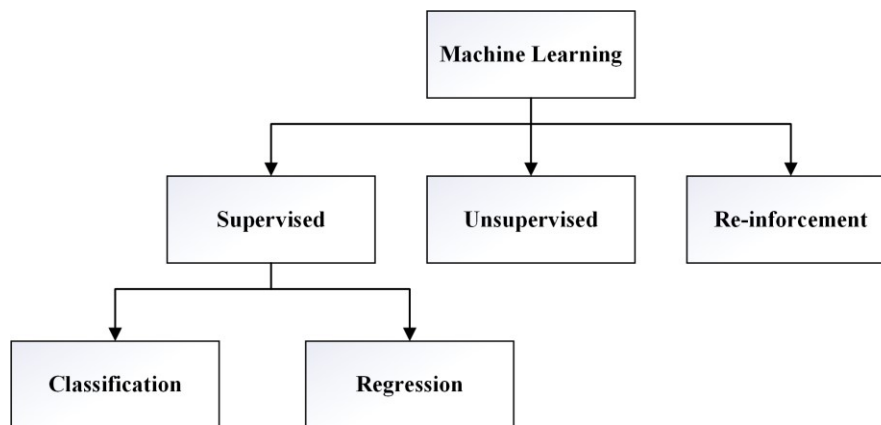 Machine Learning
Supervised
Unsupervised
Re-inforcement
Classification
Regression